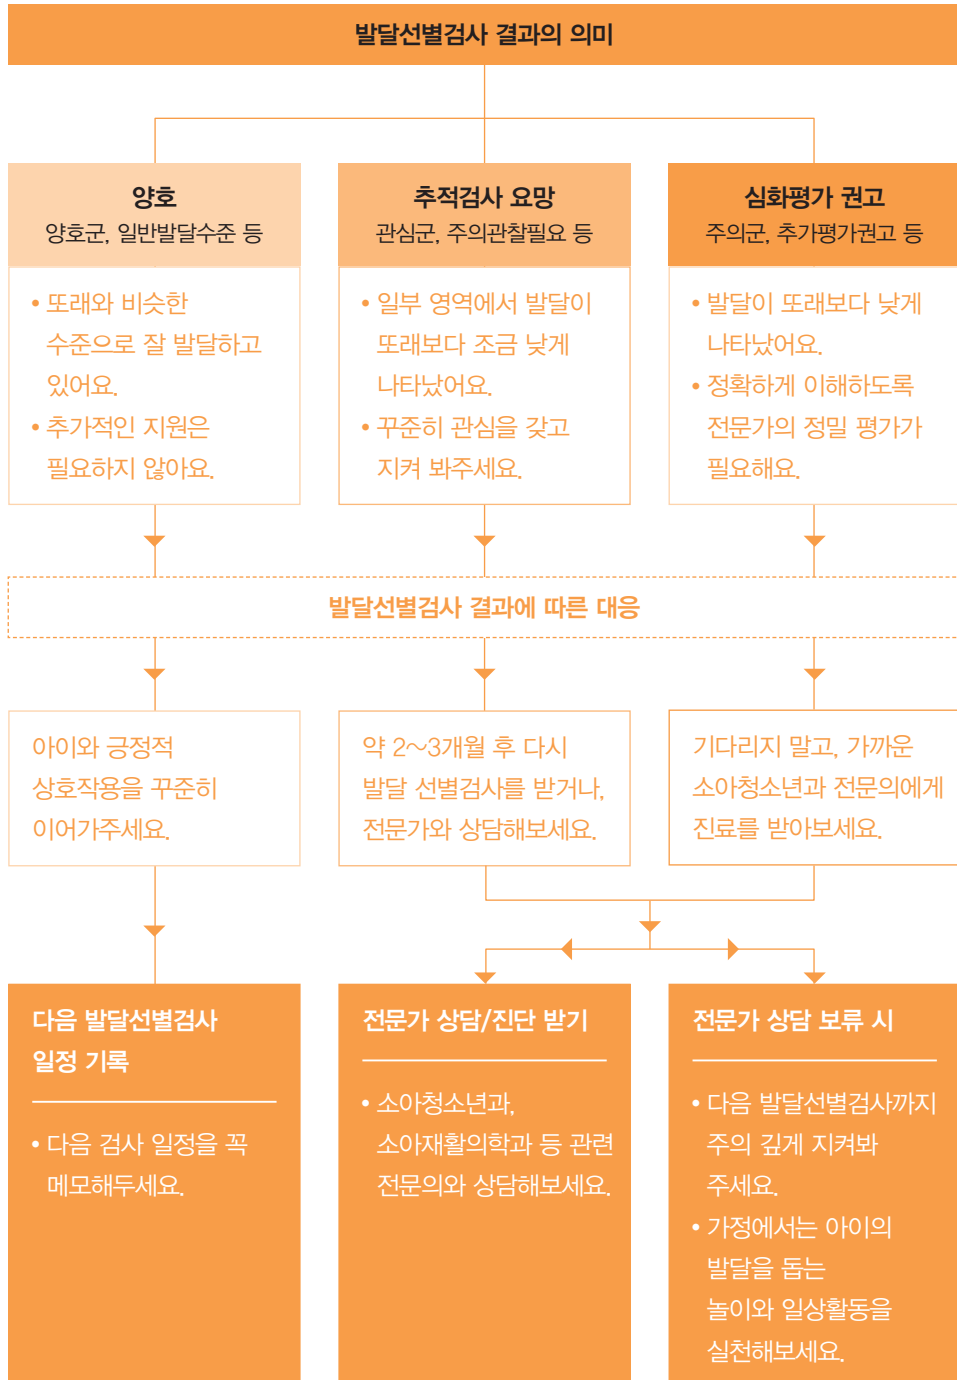 발달선별검사 결과의 의미
양호
양호군, 일반발달수준 등
• 또래와 비슷한
수준으로 잘 발달하고
있어요.
• 추가적인 지원은
필요하지 않아요.
추적검사 요망
관심군, 주의관찰필요 등
• 일부 영역에서 발달이
또래보다 조금 낮게
나타났어요.
• 꾸준히 관심을 갖고
지켜 봐주세요.
심화평가 권고
주의군, 추가평가권고 등
• 발달이 또래보다 낮게
나타났어요.
• 정확하게 이해하도록
전문가의 정밀 평가가
필요해요.
발달선별검사 결과에 따른 대응
아이와 긍정적
상호작용을 꾸준히
이어가주세요.
약 2~3개월 후 다시
발달 선별검사를 받거나,
전문가와 상담해보세요.
기다리지 말고, 가까운
소아청소년과 전문의에게
진료를 받아보세요.
다음 발달선별검사
일정 기록
• 다음 검사 일정을 꼭
메모해두세요.
전문가 상담/진단 받기
• 소아청소년과,
소아재활의학과 등 관련
전문의와 상담해보세요.
전문가 상담 보류 시
• 다음 발달선별검사까지
주의 깊게 지켜봐
주세요.
• 가정에서는 아이의
발달을 돕는
놀이와 일상활동을
실천해보세요.